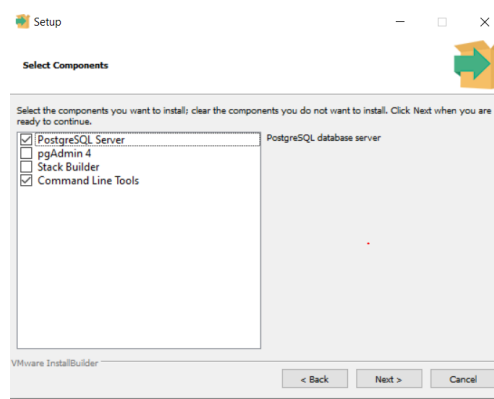 Setup
Select Components
Select the components you want to install; clear the components you do not want to install. Click Next when you are
ready to continue.
PostgreSQL Server
PostgreSQL database server
pgAdmin 4
Stack Builder
Command Line Tools
VMware InstallBuilder
< Back
Next >
Cancel